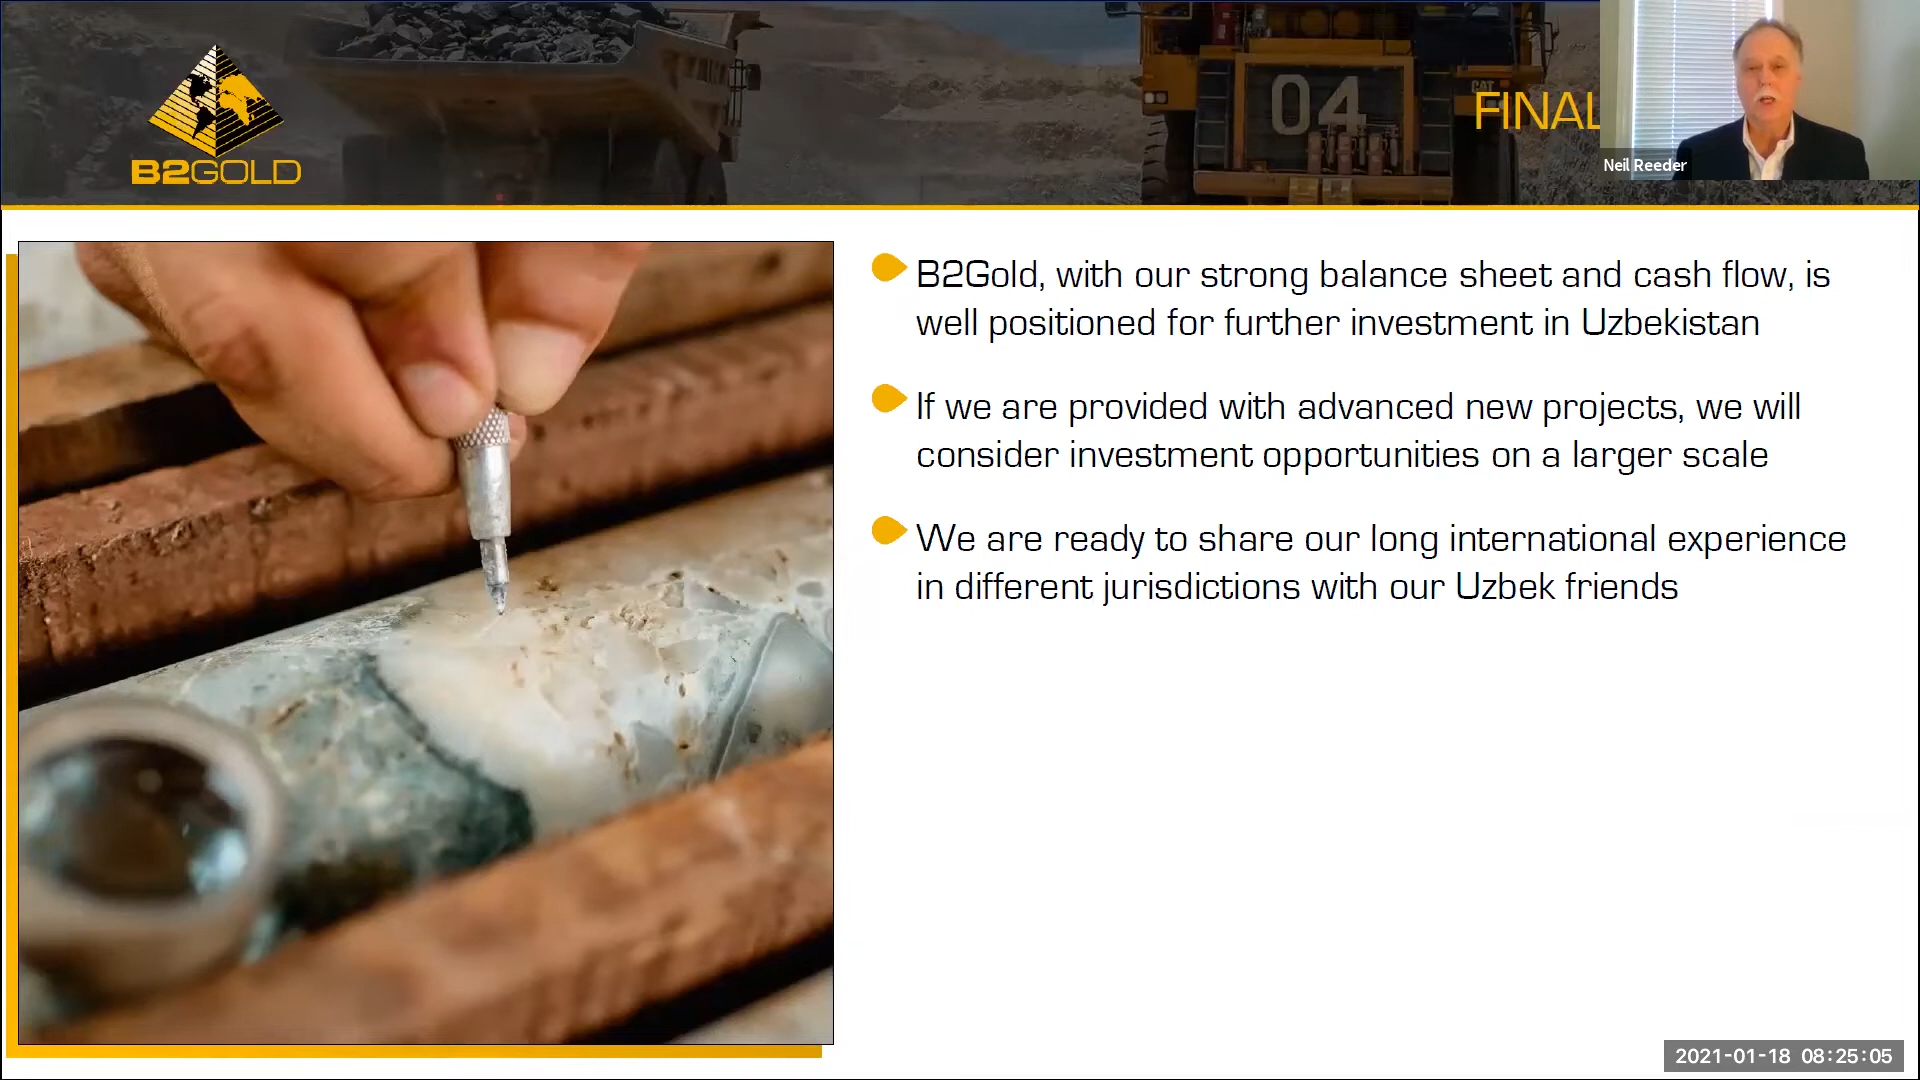 B2GOLD
04
CAT
FINAL
Neil Reeder
B2Gold, with our strong balance sheet and cash flow, is
well positioned for further investment in Uzbekistan
If we are provided with advanced new projects, we will
consider investment opportunities on a larger scale
We are ready to share our long international experience
in different jurisdictions with our Uzbek friends
2021-01-18 08:25:05